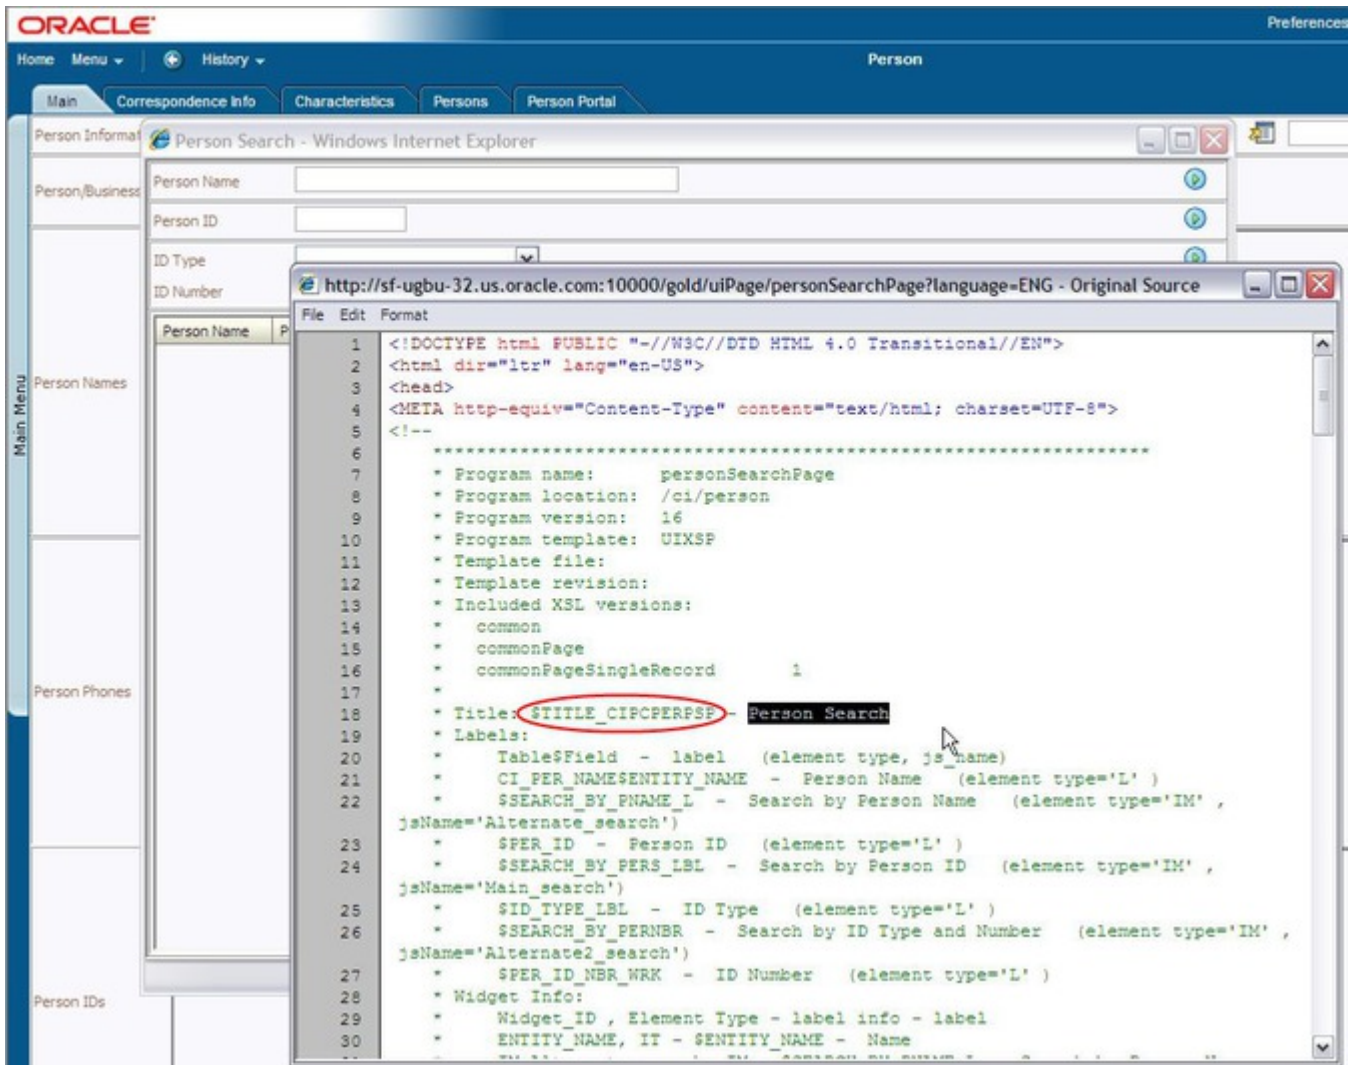 ORACLE
Preferences
Home Menu History Person
Main Correspondence Info Characteristics Persons Person Portal
Person Informat
Person Search - Windows Internet Explorer
Person/Business
Person Name
Person ID
ID Type
ID Number
Person Name P
Main Menu
Person Names
Person Phones
Person IDs
http://sf-ugbu-32.us.oracle.com:10000/gold/uiPage/personSearchPage?language=ENG - Original Source
File Edit Format
1 <!DOCTYPE html PUBLIC "-//W3C//DTD HTML 4.0 Transitional//EN">
2 <html dir="ltr" lang="en-US">
3 <head>
4 <META http-equiv="Content-Type" content="text/html; charset=UTF-8">
5 <!--
6 ********************************************************************
7 * Program name: personSearchPage
8 * Program location: /ci/person
9 * Program version: 16
10 * Program template: UIXSP
11 * Template file:
12 * Template revision:
13 * Included XSL versions:
14 * common
15 * commonPage
16 * commonPageSingleRecord 1
17 *
18 * Title: $TITLE_CIPCPERPSP - Person Search
19 * Labels:
20 * Table$Field - label (element type, js_name)
21 * CI_PER_NAME$ENTITY_NAME - Person Name (element type='L' )
22 * $SEARCH_BY_PNAME_L - Search by Person Name (element type='IM' ,
jsName='Alternate_search')
23 * $PER_ID - Person ID (element type='L' )
24 * $SEARCH_BY_PERS_LBL - Search by Person ID (element type='IM' ,
jsName='Main_search')
25 * $ID_TYPE_LBL - ID Type (element type='L' )
26 * $SEARCH_BY_PERNBR - Search by ID Type and Number (element type='IM' ,
jsName='Alternate2_search')
27 * $PER_ID_NBR_WRK - ID Number (element type='L' )
28 * Widget Info:
29 * Widget_ID , Element Type - label info - label
30 * ENTITY_NAME, IT - $ENTITY_NAME - Name